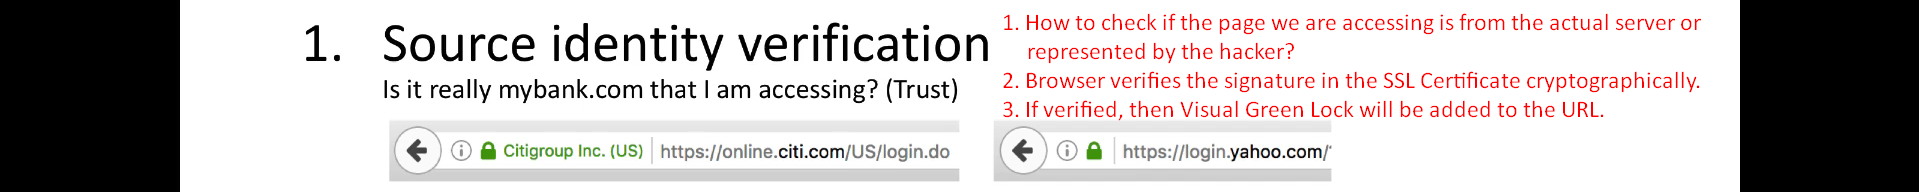 1. Source identity verification
Is it really mybank.com that I am accessing? (Trust)
1. How to check if the page we are accessing is from the actual server or
represented by the hacker?
2. Browser verifies the signature in the SSL Certificate cryptographically.
3. If verified, then Visual Green Lock will be added to the URL.
Citigroup Inc. (US) https://online.citi.com/US/login.do
https://login.yahoo.com/